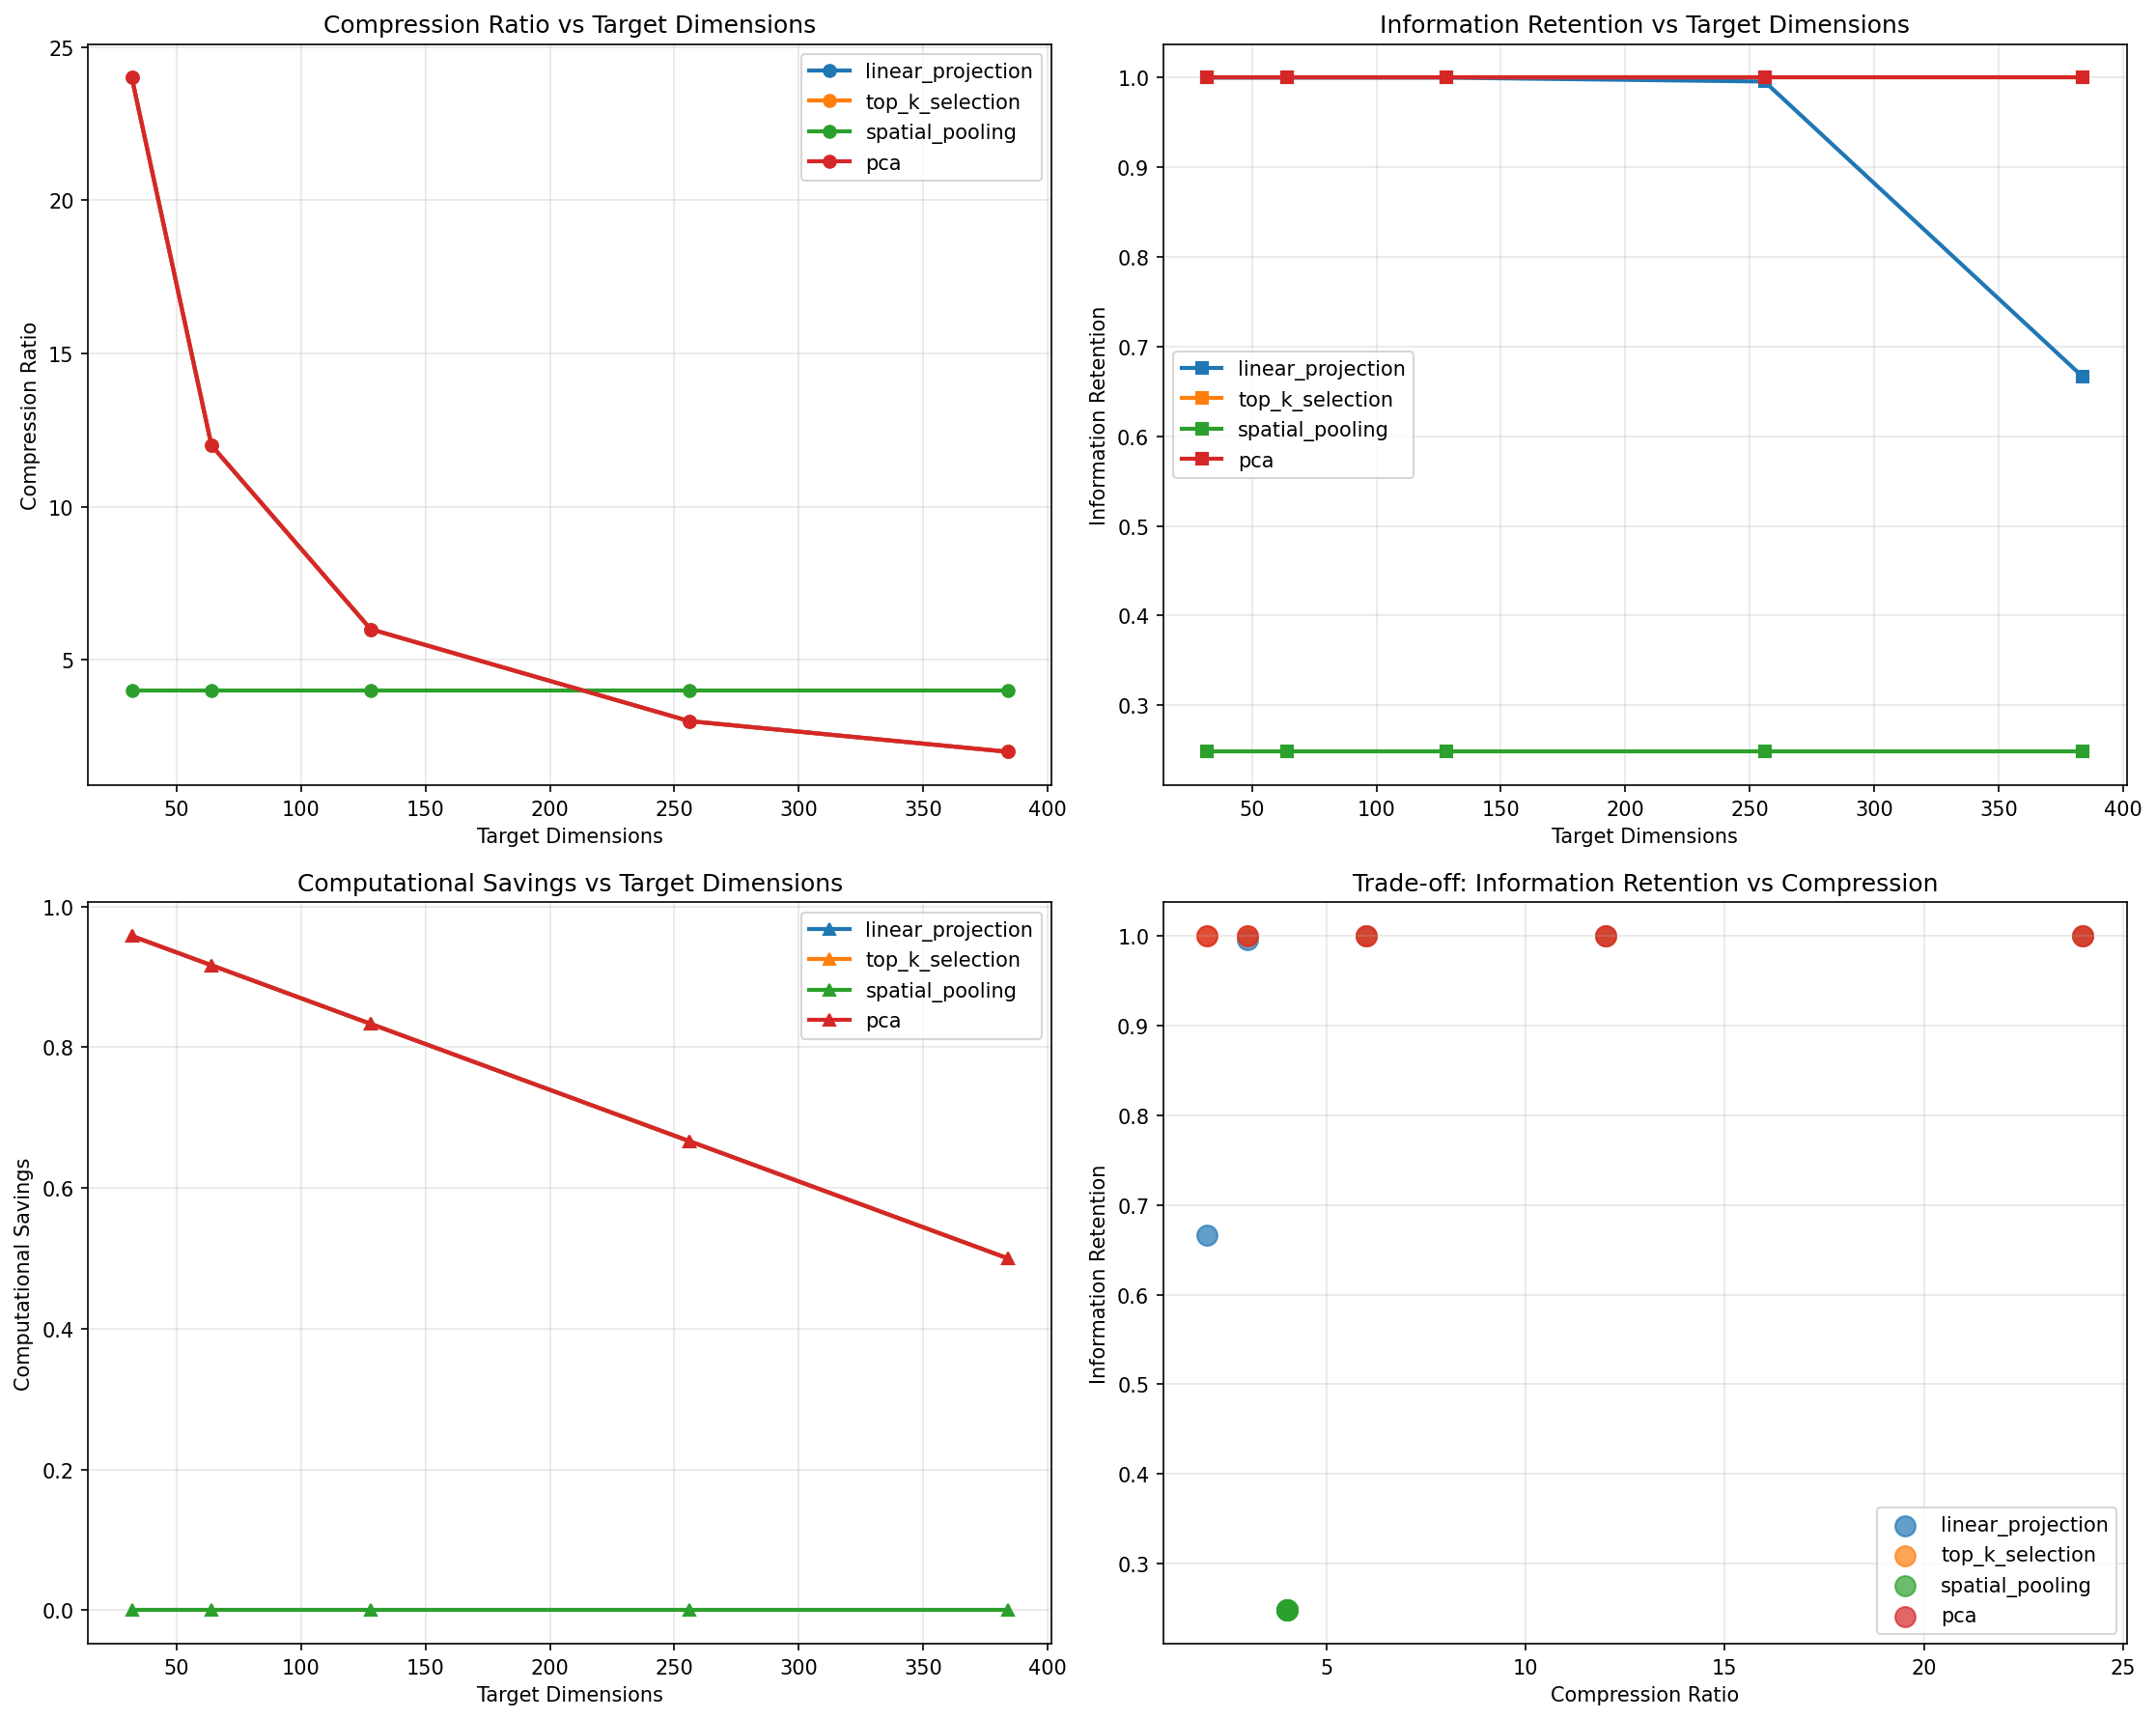 Compression Ratio vs Target Dimensions
25
20
15
10
5
Compression Ratio
linear_projection
top_k_selection
spatial_pooling
pca
50 100 150 200 250 300 350 400
Target Dimensions
Information Retention vs Target Dimensions
1.0
0.9
0.8
0.7
0.6
0.5
0.4
0.3
Information Retention
linear_projection
top_k_selection
spatial_pooling
pca
50 100 150 200 250 300 350 400
Target Dimensions
Computational Savings vs Target Dimensions
1.0
0.8
0.6
0.4
0.2
0.0
Computational Savings
linear_projection
top_k_selection
spatial_pooling
pca
50 100 150 200 250 300 350 400
Target Dimensions
Trade-off: Information Retention vs Compression
1.0
0.9
0.8
0.7
0.6
0.5
0.4
0.3
Information Retention
linear_projection
top_k_selection
spatial_pooling
pca
5 10 15 20 25
Compression Ratio